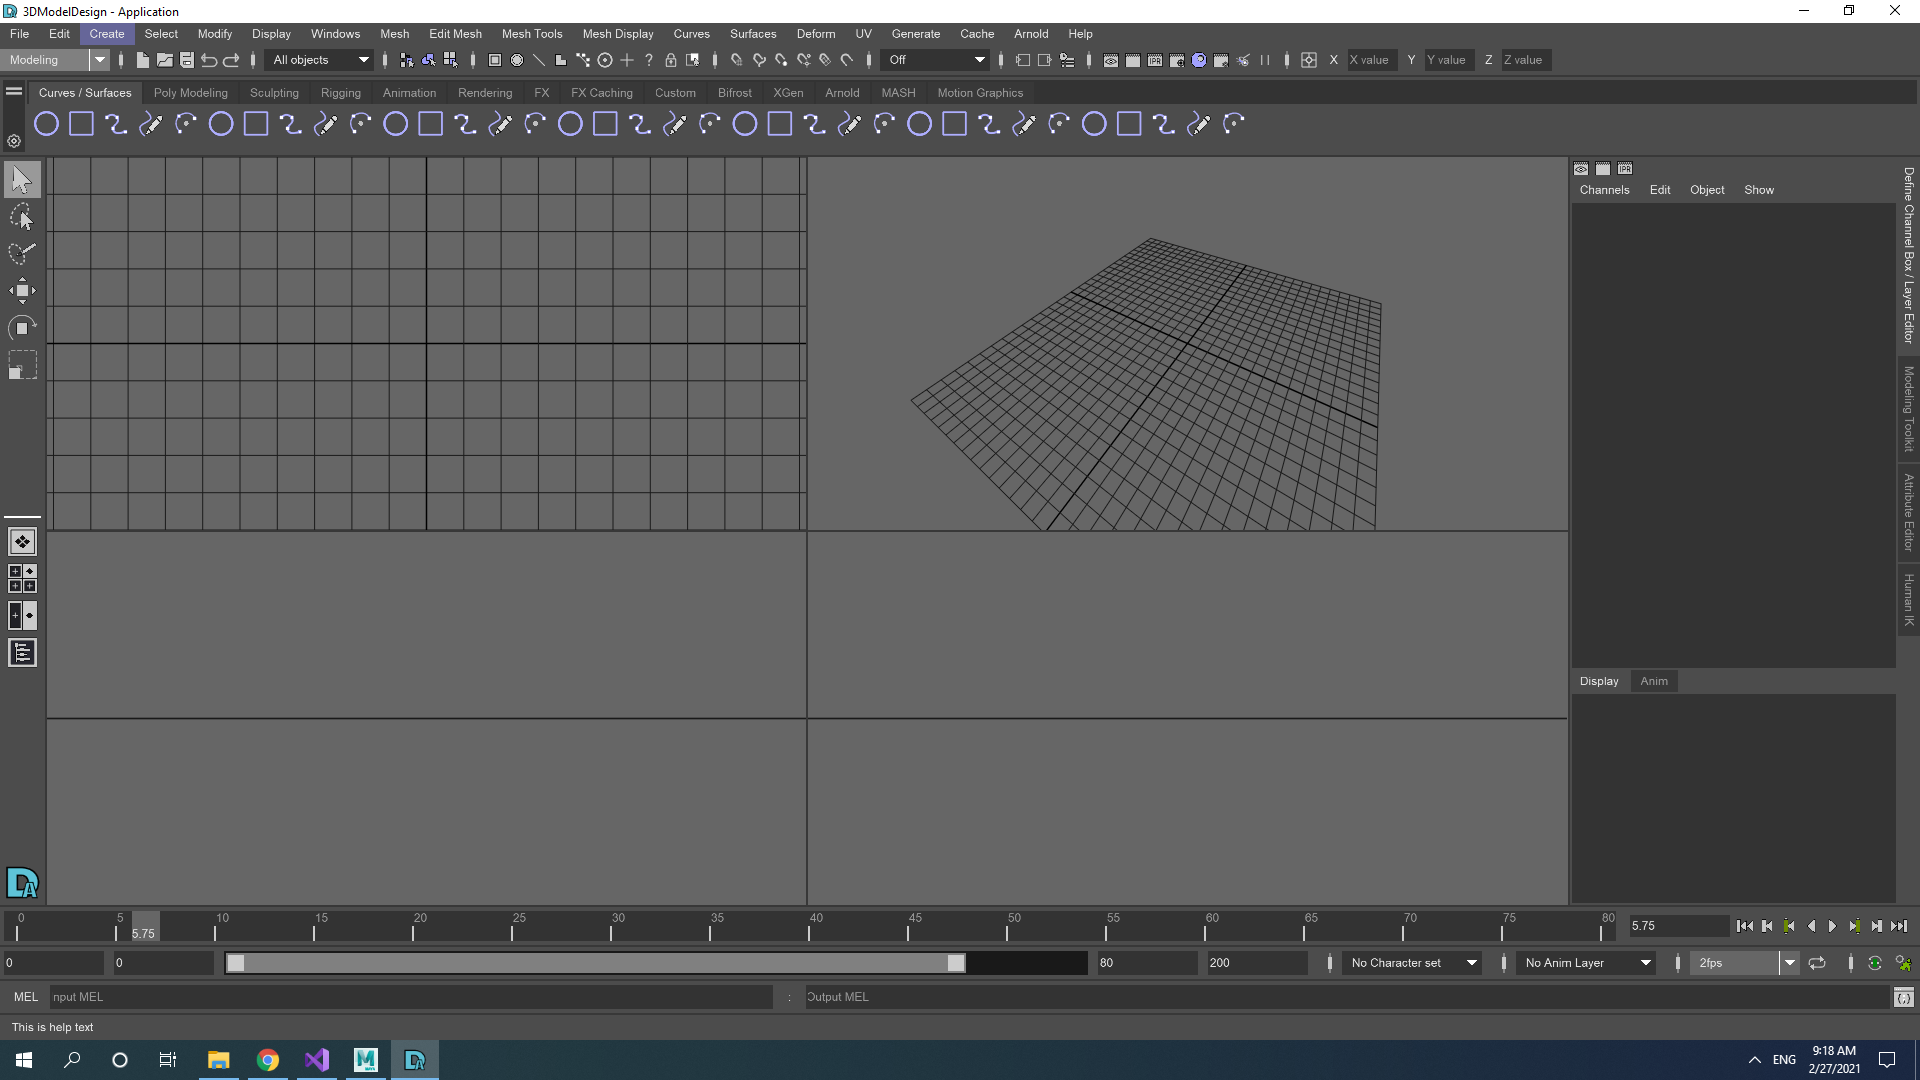 3DModelDesign - Application
File Edit Create Select Modify Display Windows Mesh Edit Mesh Mesh Tools Mesh Display Curves Surfaces Deform UV Generate Cache Arnold Help
Modeling All objects ? Off IPR X X value Y Y value Z Z value
Curves / Surfaces Poly Modeling Sculpting Rigging Animation Rendering FX FX Caching Custom Bifrost XGen Arnold MASH Motion Graphics
IPR
Channels Edit Object Show
Define Channel Box / Layer Editor
Modeling Toolkit
Attribute Editor
Human IK
Display Anim
0 5 10 15 20 25 30 35 40 45 50 55 60 65 70 75 80
5.75 5.75
0 0 80 200 No Character set No Anim Layer 2fps
MEL nput MEL : Output MEL
This is help text
9:18 AM
ENG
2/27/2021